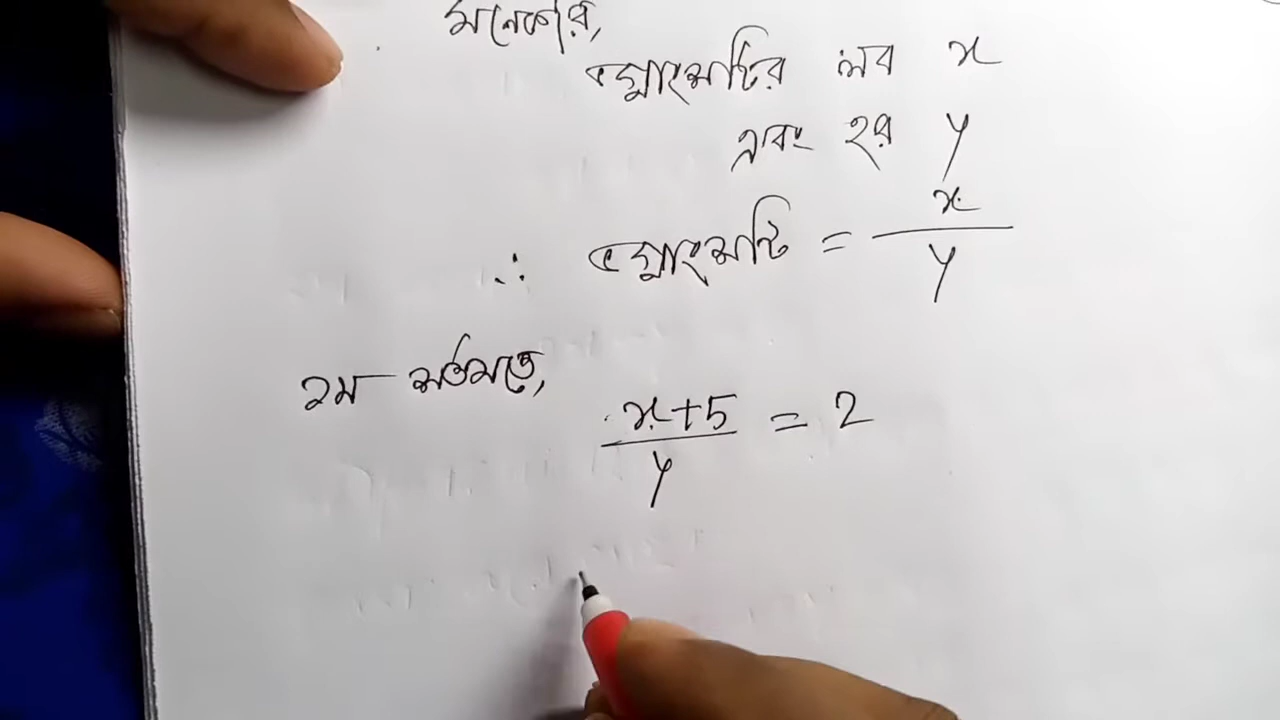 মনেকরি,
ভগ্নাংশটির লব x
এবং হর y
∴ ভগ্নাংশটি = x/y
১ম শর্তমতে,
(x+5)/y = 2